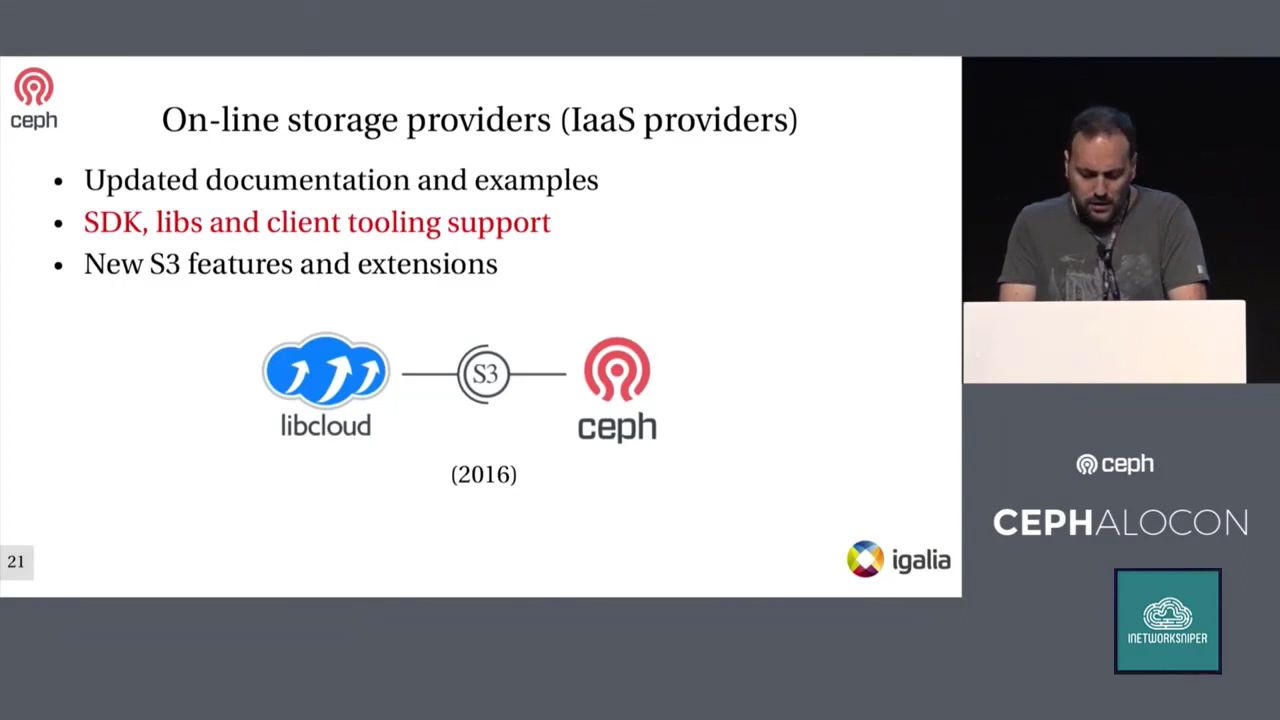 ceph
On-line storage providers (IaaS providers)
• Updated documentation and examples
• SDK, libs and client tooling support
• New S3 features and extensions
libcloud
S3
ceph
(2016)
21
igalia
ceph
CEPHALOCON
INETWORKSNIPER